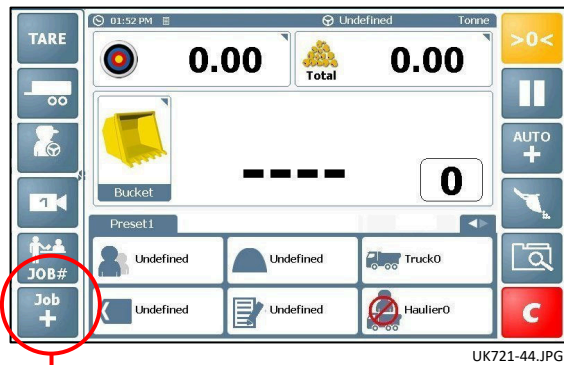 01:52 PM Undefined Tonne
TARE
0.00
Total
0.00
>0<
AUTO
+
1
Bucket
----
0
Preset1
JOB#
Undefined
Undefined
Truck0
Job
+
Undefined
Undefined
Haulier0
C
UK721-44.JPG